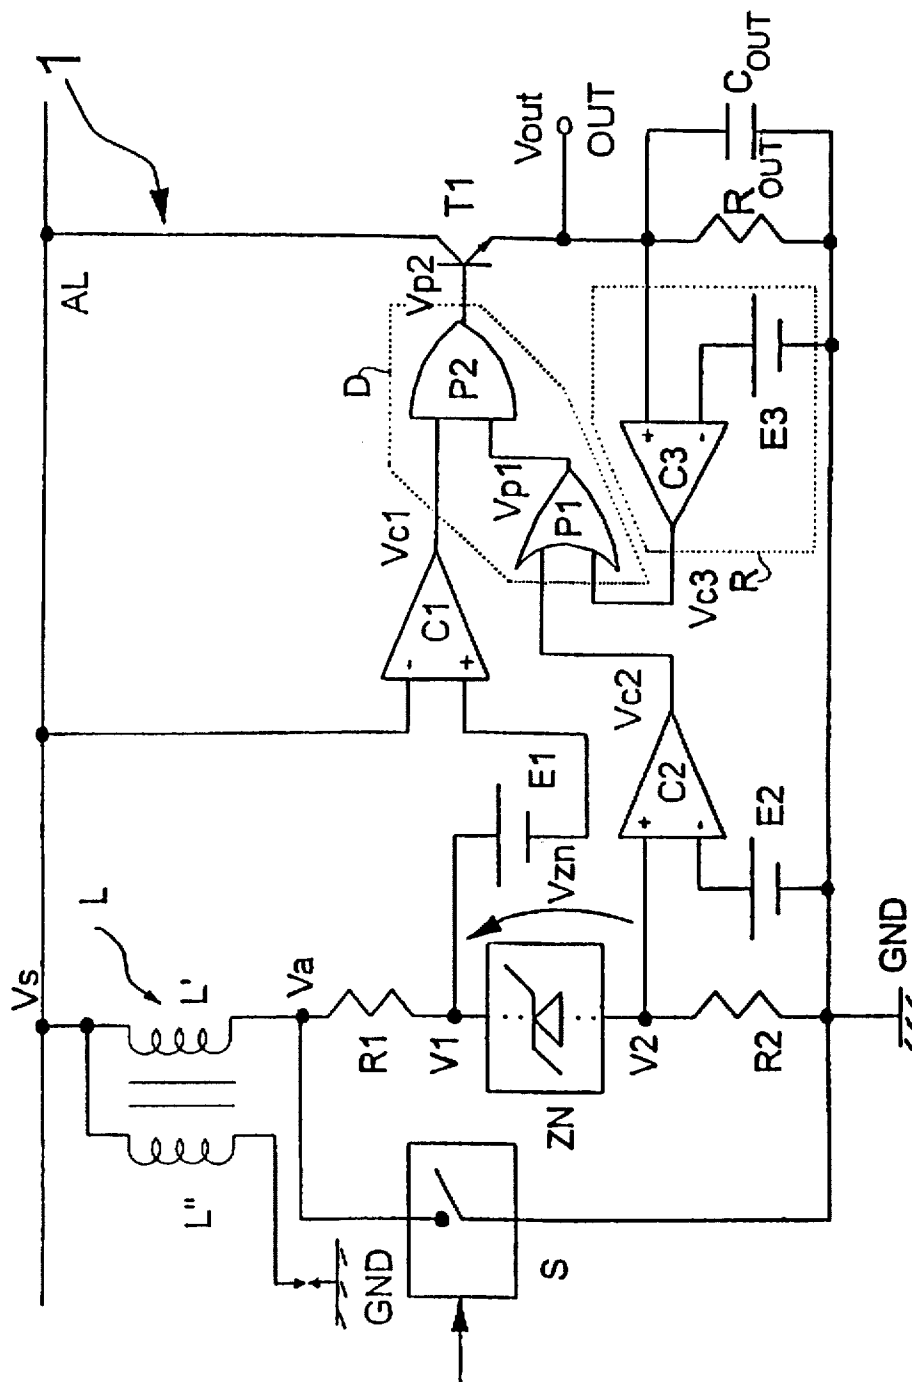 1
AL
Vs
L
L'
L"
Va
GND
S
R1
V1
ZN
V2
R2
GND
Vzn
E1
E2
C2
+
-
Vc2
C1
-
+
Vc1
D
P1
Vp1
P2
Vp2
T1
Vout
OUT
C3
+
-
Vc3
E3
R
ROUT
COUT